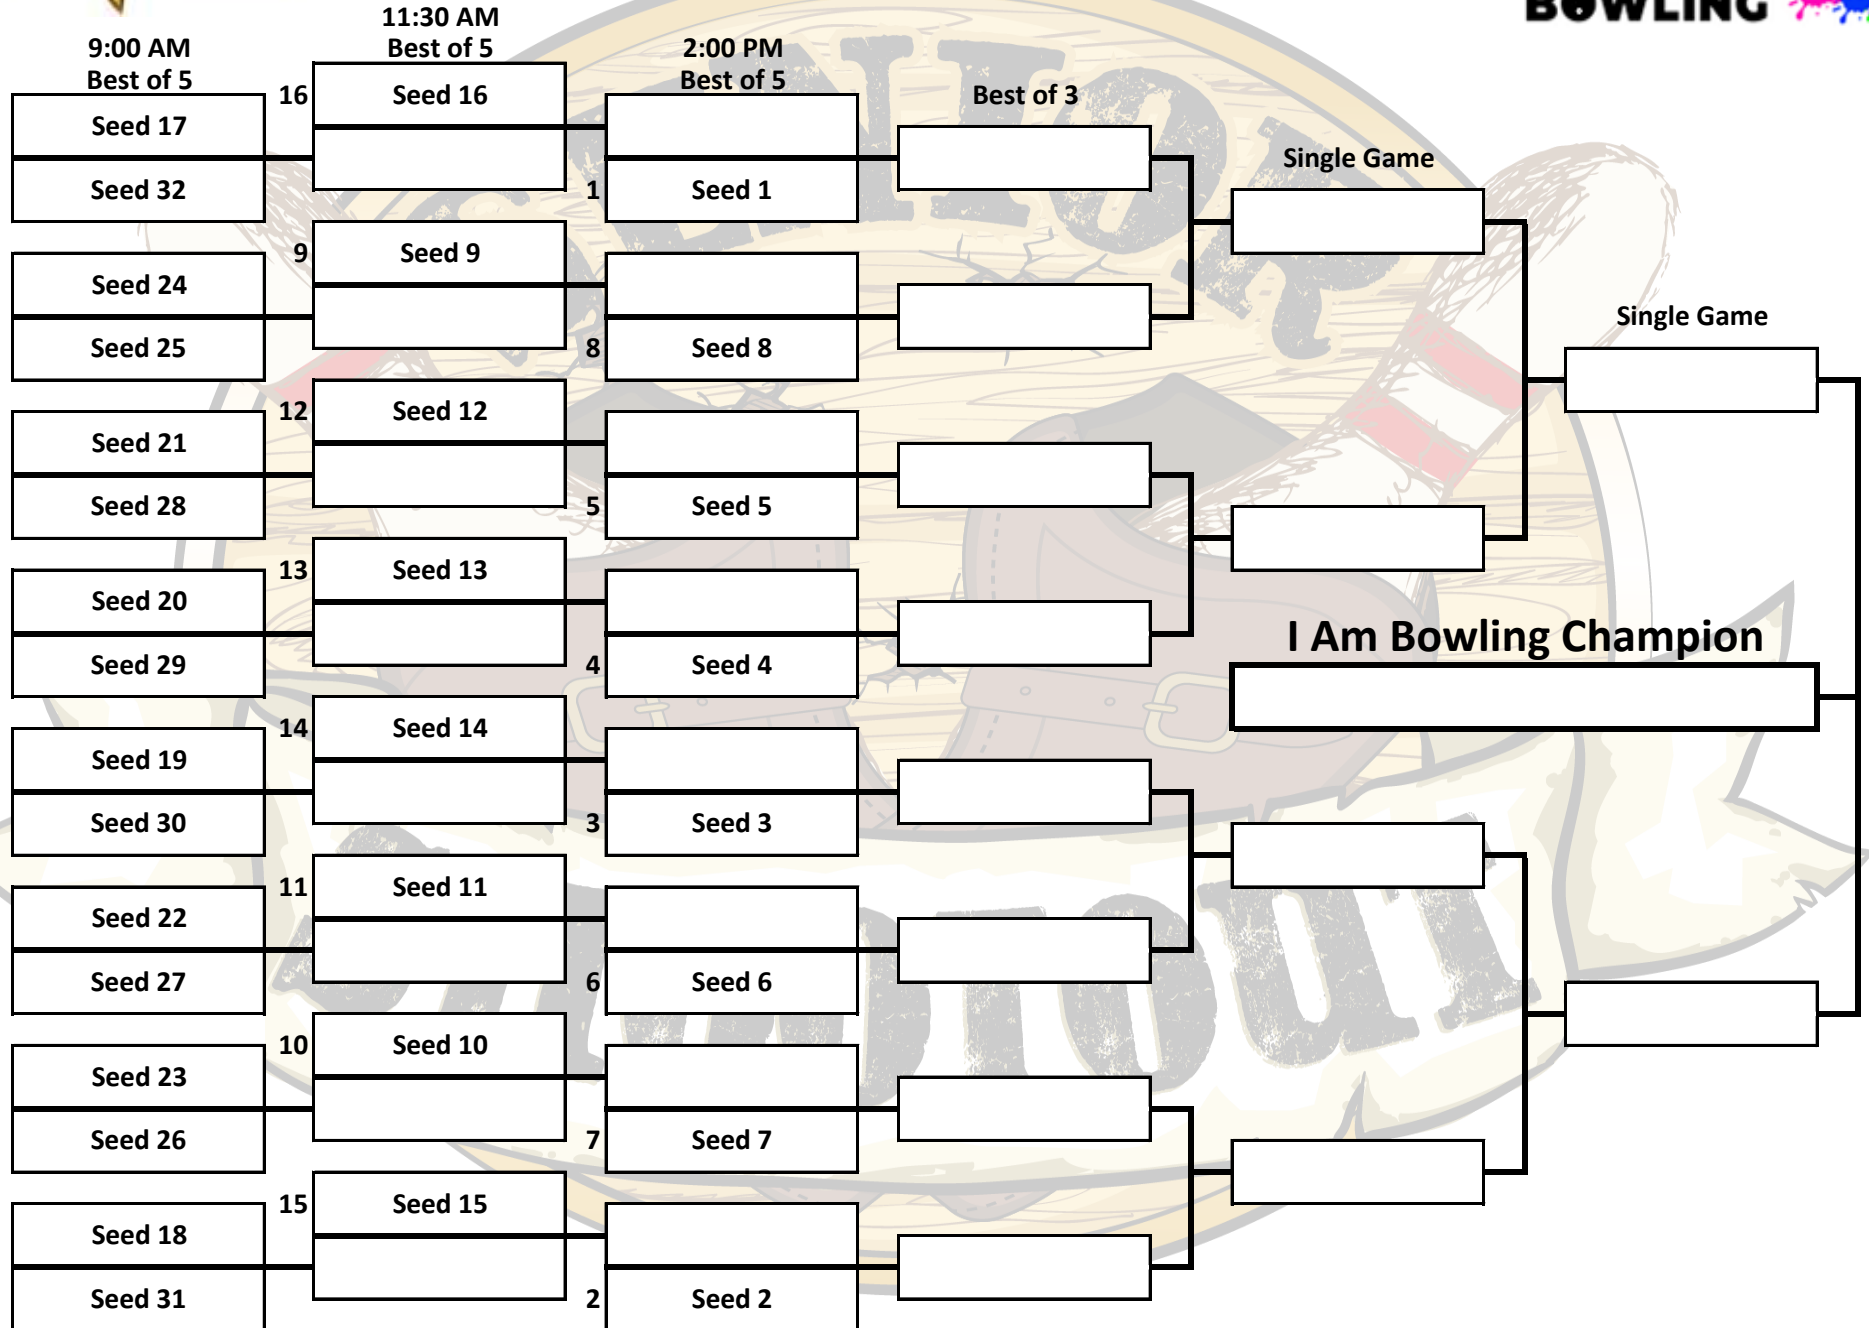 BOWLING
11:30 AM
Best of 5
9:00 AM
Best of 5
2:00 PM
Best of 5
Best of 3
Single Game
Single Game
16
Seed 16
Seed 17
Seed 32
1
Seed 1
9
Seed 9
Seed 24
Seed 25
8
Seed 8
12
Seed 12
Seed 21
Seed 28
5
Seed 5
13
Seed 13
Seed 20
Seed 29
4
Seed 4
I Am Bowling Champion
14
Seed 14
Seed 19
Seed 30
3
Seed 3
11
Seed 11
Seed 22
Seed 27
6
Seed 6
10
Seed 10
Seed 23
Seed 26
7
Seed 7
15
Seed 15
Seed 18
Seed 31
2
Seed 2
SENIOR
SHOOTOUT